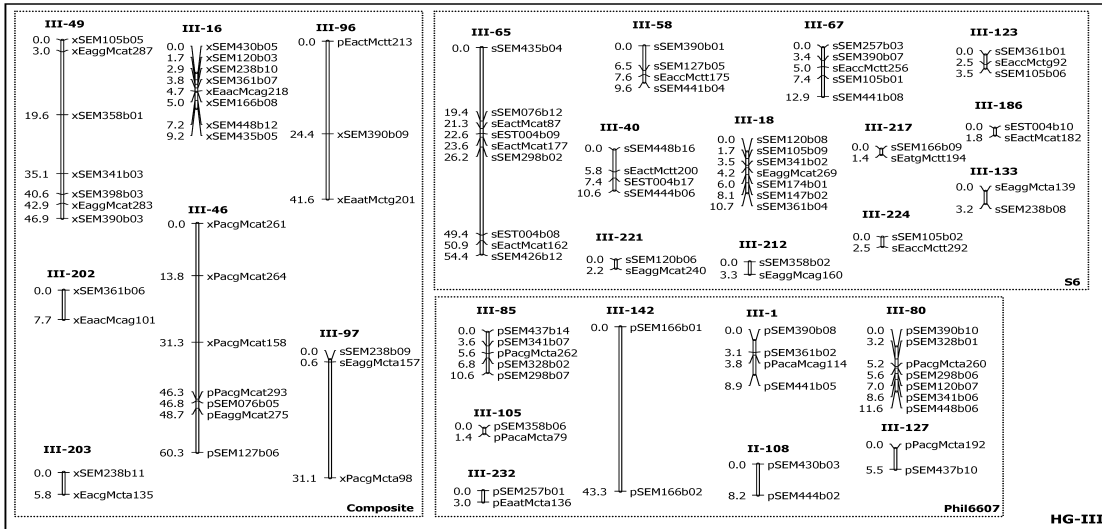 III-49
0.0 xSEM105b05
3.0 xEaggMcat287
19.6 xSEM358b01
35.1 xSEM341b03
40.6 xSEM398b03
42.9 xEaggMcat283
46.9 xSEM390b03
III-16
0.0 xSEM430b05
1.7 xSEM120b03
2.9 xSEM238b10
3.8 xSEM361b07
4.7 xEaacMcag218
5.0 xSEM166b08
7.2 xSEM448b12
9.2 xSEM435b05
III-96
0.0 pEactMctt213
24.4 xSEM390b09
41.6 xEaatMctg201
III-46
0.0 xPacgMcat261
13.8 xPacgMcat264
31.3 xPacgMcat158
46.3 pPacgMcat293
46.8 pSEM076b05
48.7 pEaggMcat275
60.3 pSEM127b06
III-202
0.0 xSEM361b06
7.7 xEaacMcag101
III-97
0.0 sSEM238b09
0.6 sEaggMcta157
31.1 xPacgMcta98
III-203
0.0 xSEM238b11
5.8 xEacgMcta135
Composite
III-65
0.0 sSEM435b04
19.4 sSEM076b12
21.3 sEactMcat87
22.6 sEST004b09
23.6 sEactMcat177
26.2 sSEM298b02
49.4 sEST004b08
50.9 sEactMcat162
54.4 sSEM426b12
III-58
0.0 sSEM390b01
6.5 sSEM127b05
7.6 sEaccMctt175
9.6 sSEM441b04
III-67
0.0 sSEM257b03
3.4 sSEM390b07
5.0 sEaccMctt256
7.4 sSEM105b01
12.9 sSEM441b08
III-123
0.0 sSEM361b01
2.5 sEaccMctg92
3.5 sSEM105b06
III-40
0.0 sSEM448b16
5.8 sEactMctt200
7.4 sEST004b17
10.6 sSEM444b06
III-18
0.0 sSEM120b08
1.7 sSEM105b09
3.5 sSEM341b02
4.2 sEaggMcat269
6.0 sSEM174b01
8.1 sSEM147b02
10.7 sSEM361b04
III-217
0.0 sSEM166b09
1.4 sEatgMctt194
III-186
0.0 sEST004b10
1.8 sEactMcat182
III-133
0.0 sEaggMcta139
3.2 sSEM238b08
III-221
0.0 sSEM120b06
2.2 sEaggMcat240
III-212
0.0 sSEM358b02
3.3 sEaggMcag160
III-224
0.0 sSEM105b02
2.5 sEaccMctt292
S6
III-85
0.0 pSEM437b14
3.6 pSEM341b07
5.6 pPacgMcta262
6.8 pSEM328b02
10.6 pSEM298b07
III-142
0.0 pSEM166b01
43.3 pSEM166b02
III-1
0.0 pSEM390b08
3.1 pSEM361b02
3.8 pPacaMcag114
8.9 pSEM441b05
III-80
0.0 pSEM390b10
3.2 pSEM328b01
5.2 pPacgMcta260
5.6 pSEM298b06
7.0 pSEM120b07
8.6 pSEM341b06
11.6 pSEM448b06
III-105
0.0 pSEM358b06
1.4 pPacaMcta79
III-127
0.0 pPacgMcta192
5.5 pSEM437b10
III-232
0.0 pSEM257b01
3.0 pEaatMcta136
II-108
0.0 pSEM430b03
8.2 pSEM444b02
Phil6607
HG-III